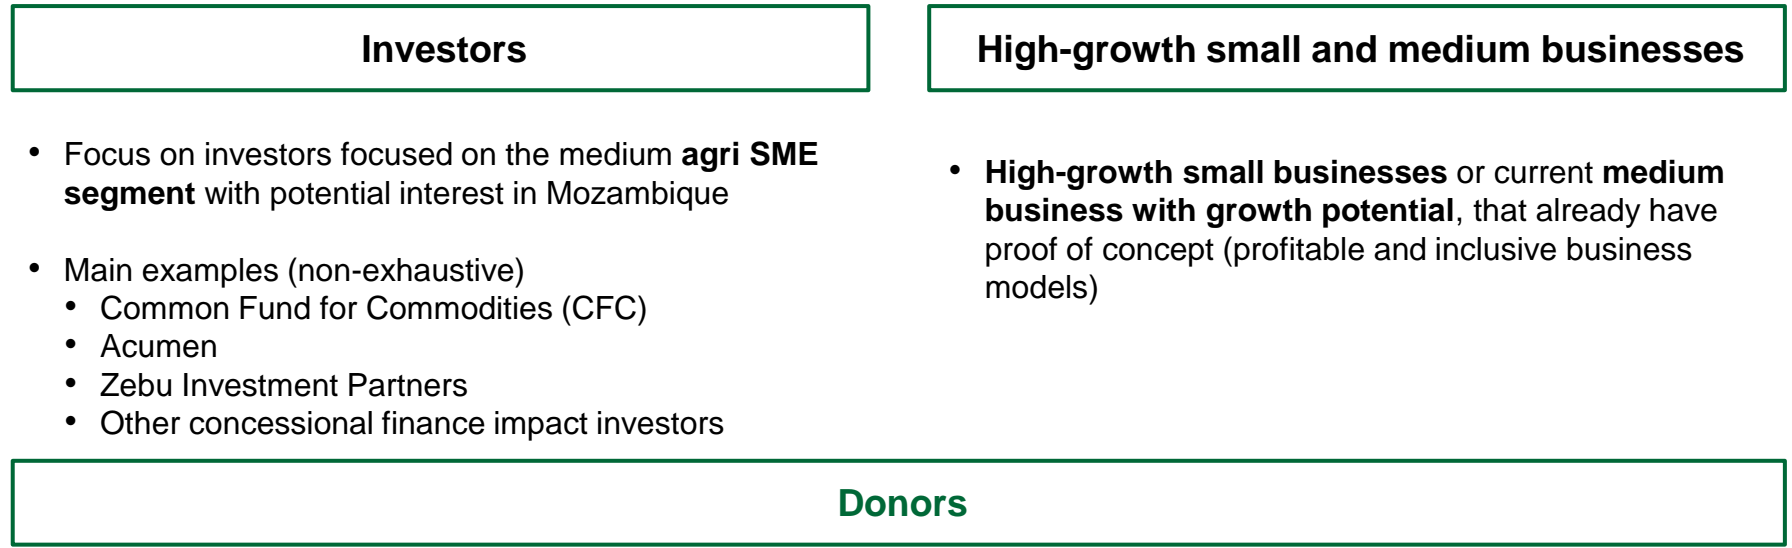 Investors
• Focus on investors focused on the medium agri SME
segment with potential interest in Mozambique
• Main examples (non-exhaustive)
• Common Fund for Commodities (CFC)
• Acumen
• Zebu Investment Partners
• Other concessional finance impact investors
High-growth small and medium businesses
• High-growth small businesses or current medium
business with growth potential, that already have
proof of concept (profitable and inclusive business
models)
Donors